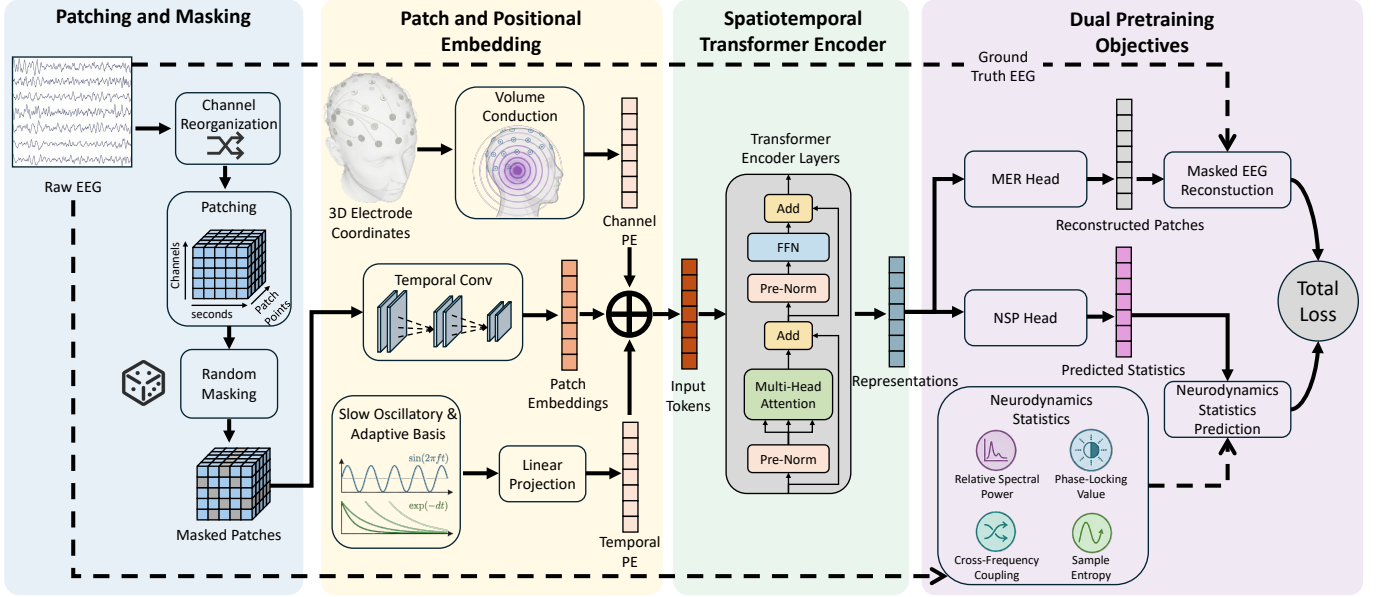 Patching and Masking
Raw EEG
Channel
Reorganization
Patching
Channels
seconds
Patch
Points
Random
Masking
Masked Patches
Patch and Positional
Embedding
3D Electrode
Coordinates
Volume
Conduction
Channel
PE
Temporal Conv
Patch
Embeddings
Slow Oscillatory &
Adaptive Basis
sin(2πft)
exp(−dt)
Linear
Projection
Temporal
PE
Spatiotemporal
Transformer Encoder
Input
Tokens
Transformer
Encoder Layers
Add
FFN
Pre-Norm
Add
Multi-Head
Attention
Pre-Norm
Representations
Dual Pretraining
Objectives
Ground
Truth EEG
MER Head
Reconstructed Patches
Masked EEG
Reconstuction
NSP Head
Predicted Statistics
Neurodynamics
Statistics
Prediction
Total
Loss
Neurodynamics
Statistics
Relative Spectral
Power
Phase-Locking
Value
Cross-Frequency
Coupling
Sample
Entropy